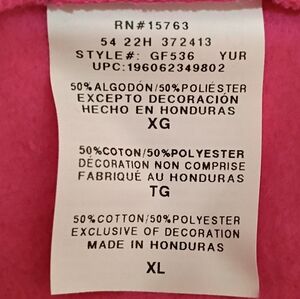 RN#15763
54 22H 372413
STYLE#: GF536 YUR
UPC:196062349802
50%ALGODÓN/50%POLIÉSTER
EXCEPTO DECORACIÓN
HECHO EN HONDURAS
XG
50%COTON/50%POLYESTER
DÉCORATION NON COMPRISE
FABRIQUÉ AU HONDURAS
TG
50%COTTON/50%POLYESTER
EXCLUSIVE OF DECORATION
MADE IN HONDURAS
XL